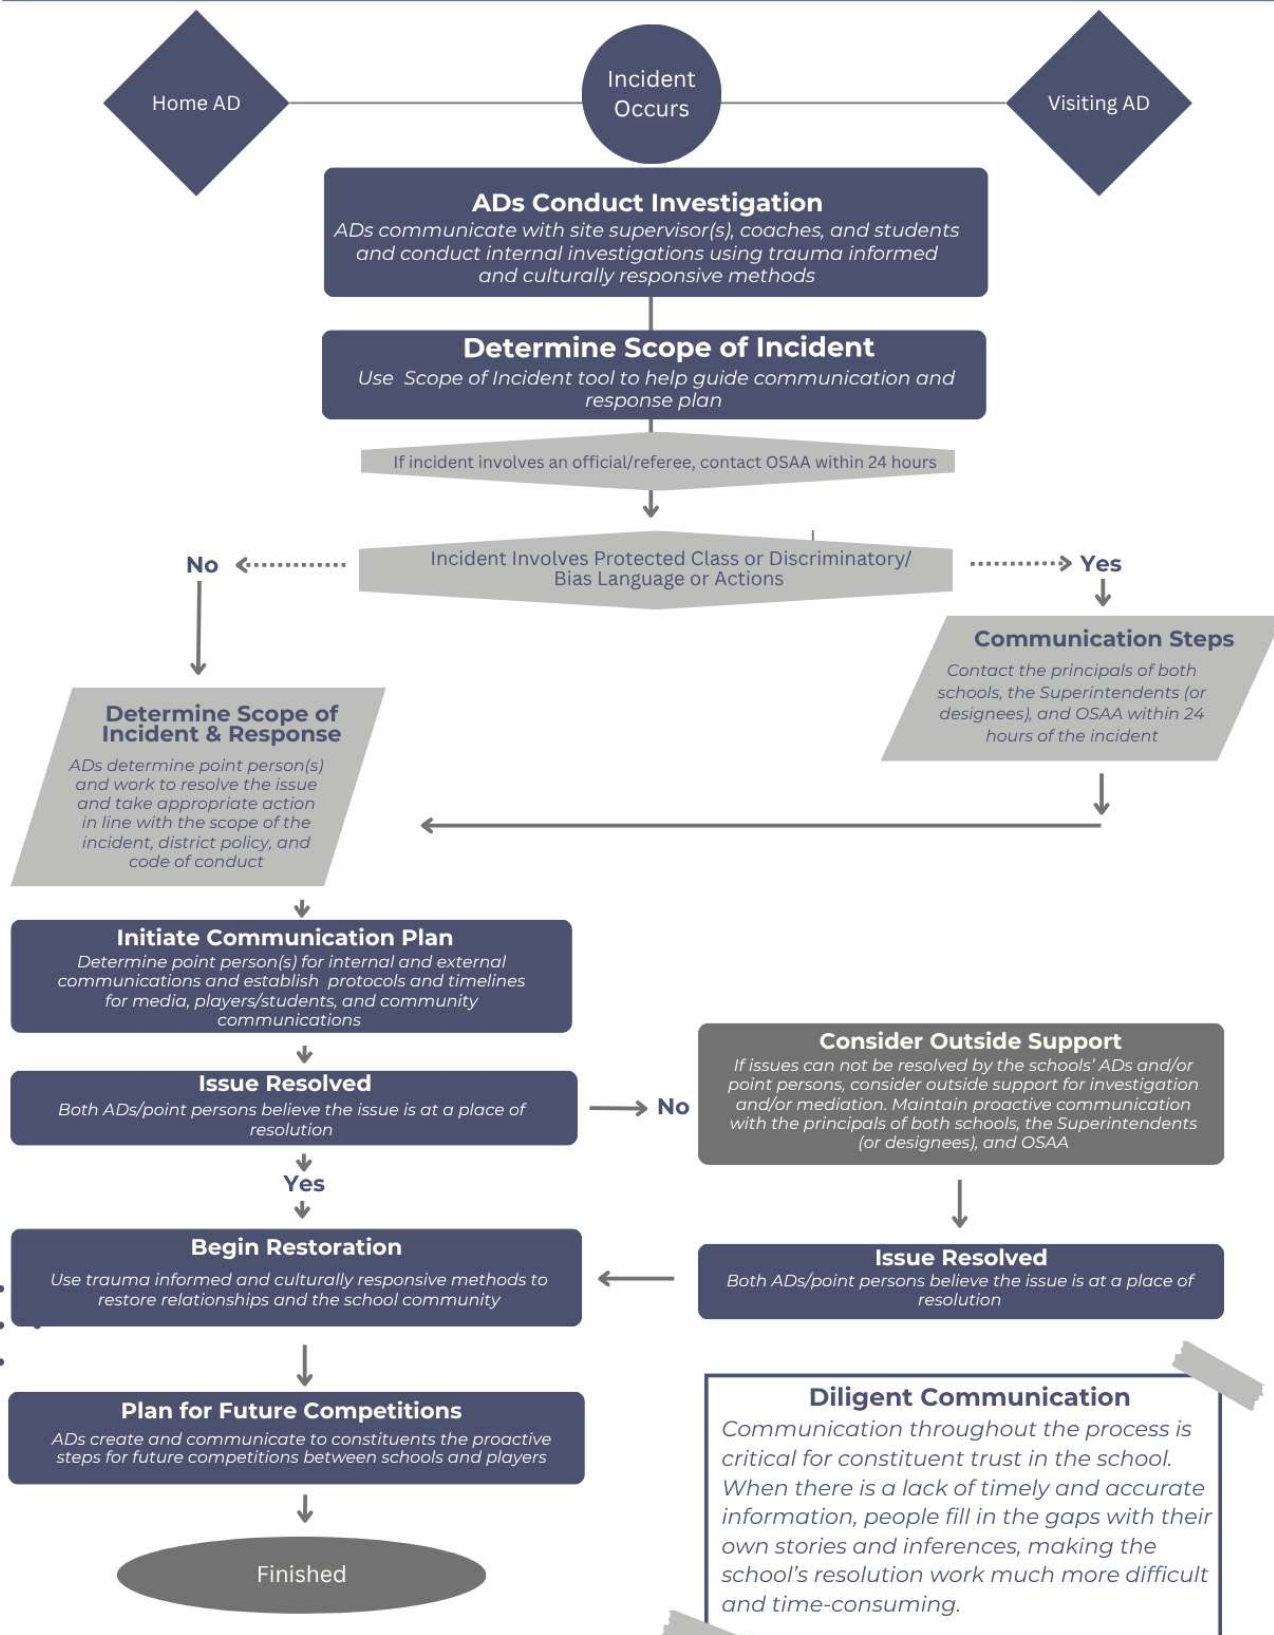 Home AD
Incident
Occurs
Visiting AD
ADs Conduct Investigation
ADs communicate with site supervisor(s), coaches, and students
and conduct internal investigations using trauma informed
and culturally responsive methods
Determine Scope of Incident
Use Scope of Incident tool to help guide communication and
response plan
If incident involves an official/referee, contact OSAA within 24 hours
Incident Involves Protected Class or Discriminatory/
Bias Language or Actions
No
Yes
Communication Steps
Contact the principals of both
schools, the Superintendents (or
designees), and OSAA within 24
hours of the incident
Determine Scope of
Incident & Response
ADs determine point person(s)
and work to resolve the issue
and take appropriate action
in line with the scope of the
incident, district policy, and
code of conduct
Initiate Communication Plan
Determine point person(s) for internal and external
communications and establish protocols and timelines
for media, players/students, and community
communications
Issue Resolved
Both ADs/point persons believe the issue is at a place of
resolution
No
Consider Outside Support
If issues can not be resolved by the schools' ADs and/or
point persons, consider outside support for investigation
and/or mediation. Maintain proactive communication
with the principals of both schools, the Superintendents
(or designees), and OSAA
Yes
Begin Restoration
Use trauma informed and culturally responsive methods to
restore relationships and the school community
Issue Resolved
Both ADs/point persons believe the issue is at a place of
resolution
Plan for Future Competitions
ADs create and communicate to constituents the proactive
steps for future competitions between schools and players
Finished
Diligent Communication
Communication throughout the process is
critical for constituent trust in the school.
When there is a lack of timely and accurate
information, people fill in the gaps with their
own stories and inferences, making the
school's resolution work much more difficult
and time-consuming.